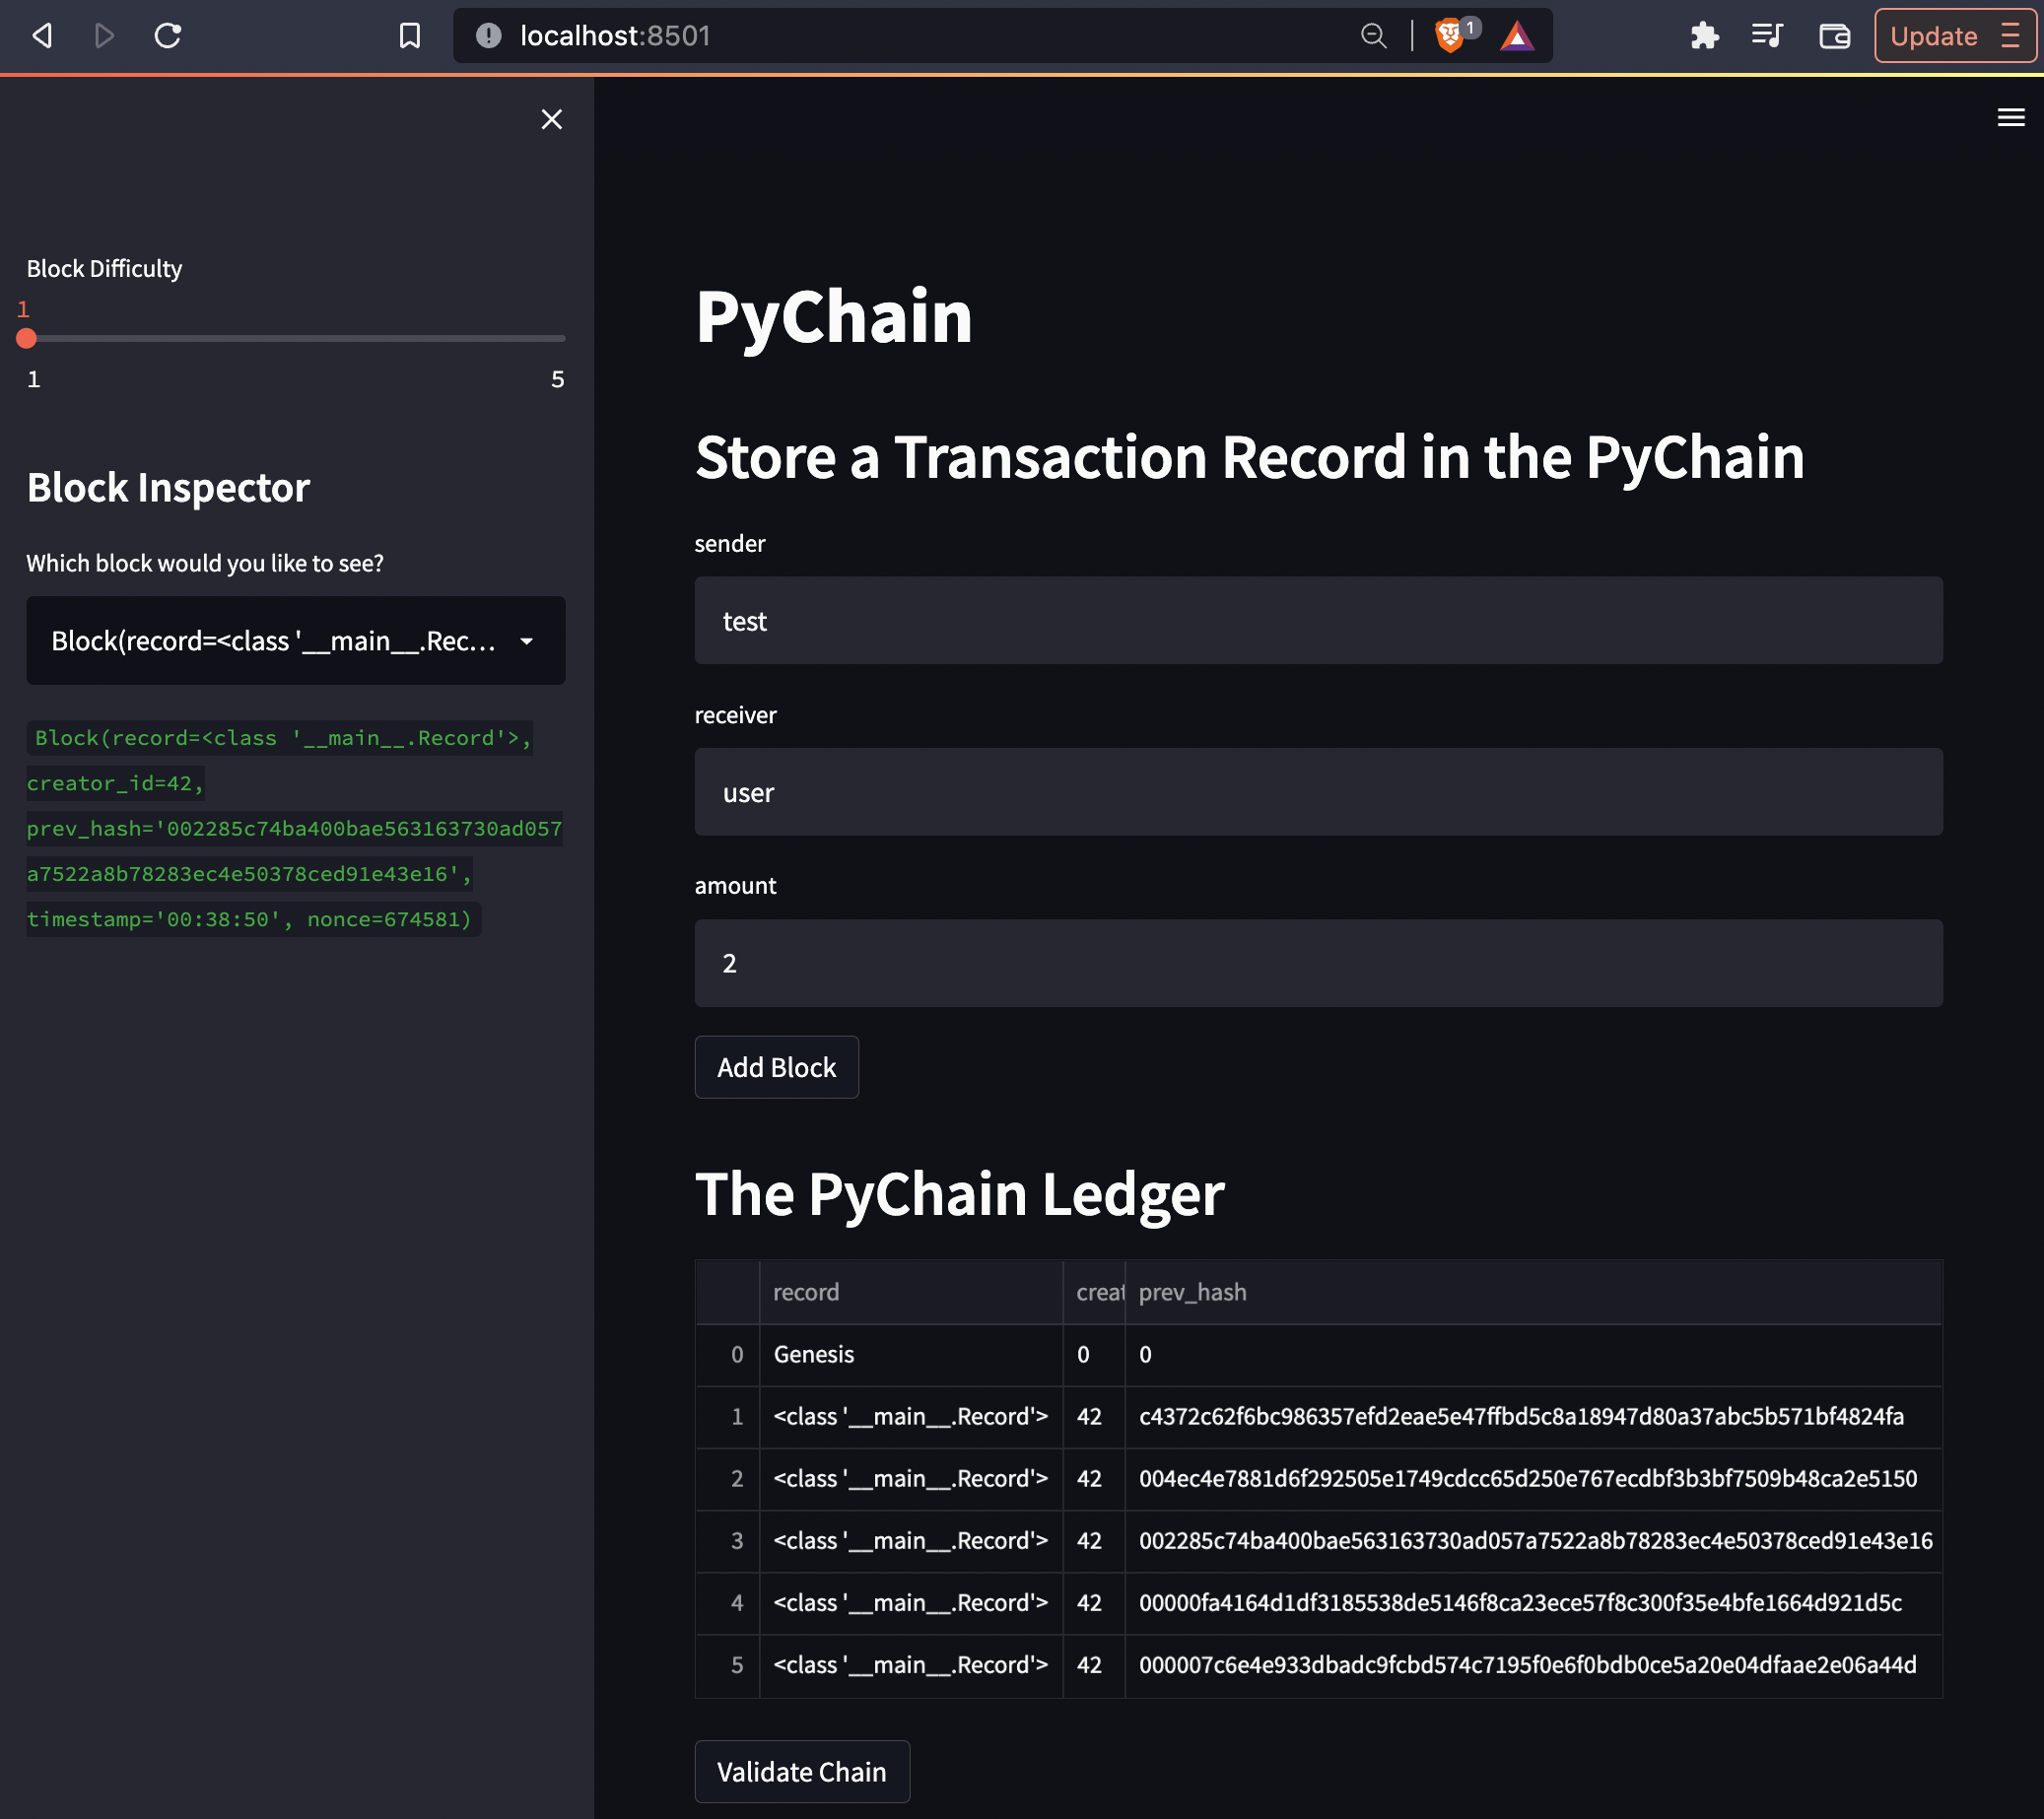 localhost:8501
1
Update
Block Difficulty
1
1 5
Block Inspector
Which block would you like to see?
Block(record=<class '__main__.Rec...
Block(record=<class '__main__.Record'>,
creator_id=42,
prev_hash='002285c74ba400bae563163730ad057
a7522a8b78283ec4e50378ced91e43e16',
timestamp='00:38:50', nonce=674581)
PyChain
Store a Transaction Record in the PyChain
sender
test
receiver
user
amount
2
Add Block
The PyChain Ledger
record creat prev_hash
0 Genesis 0 0
1 <class '__main__.Record'> 42 c4372c62f6bc986357efd2eae5e47ffbd5c8a18947d80a37abc5b571bf4824fa
2 <class '__main__.Record'> 42 004ec4e7881d6f292505e1749cdcc65d250e767ecdbf3b3bf7509b48ca2e5150
3 <class '__main__.Record'> 42 002285c74ba400bae563163730ad057a7522a8b78283ec4e50378ced91e43e16
4 <class '__main__.Record'> 42 00000fa4164d1df3185538de5146f8ca23ece57f8c300f35e4bfe1664d921d5c
5 <class '__main__.Record'> 42 000007c6e4e933dbadc9fcbd574c7195f0e6f0bdb0ce5a20e04dfaae2e06a44d
Validate Chain